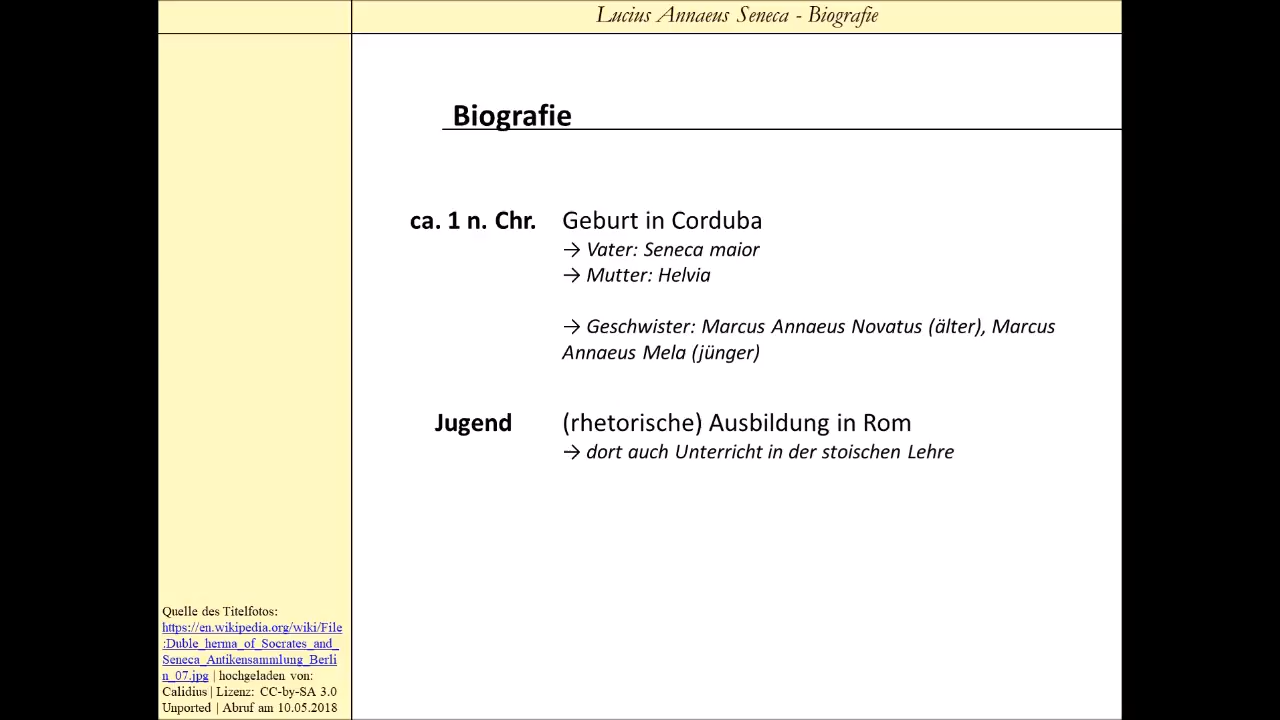 Lucius Annaeus Seneca - Biografie
Biografie
ca. 1 n. Chr. Geburt in Corduba
→ Vater: Seneca maior
→ Mutter: Helvia
→ Geschwister: Marcus Annaeus Novatus (älter), Marcus
Annaeus Mela (jünger)
Jugend (rhetorische) Ausbildung in Rom
→ dort auch Unterricht in der stoischen Lehre
Quelle des Titelfotos:
https://en.wikipedia.org/wiki/File
:Duble_herma_of_Socrates_and_
Seneca_Antikensammlung_Berli
n_07.jpg | hochgeladen von:
Calidius | Lizenz: CC-by-SA 3.0
Unported | Abruf am 10.05.2018